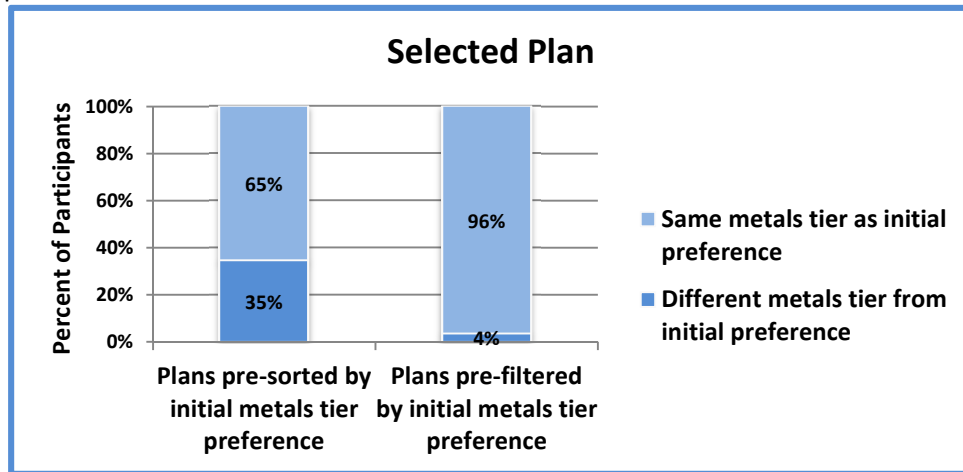 Selected Plan
Percent of Participants
100%
80%
60%
40%
20%
0%
65%
35%
96%
4%
Plans pre-sorted by
initial metals tier
preference
Plans pre-filtered
by initial metals tier
preference
Same metals tier as initial
preference
Different metals tier from
initial preference